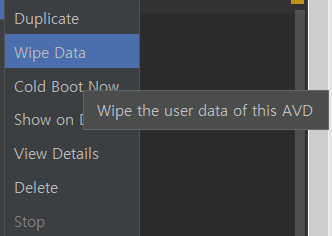 Duplicate
Wipe Data
Cold Boot Now
Wipe the user data of this AVD
Show on D
View Details
Delete
Stop